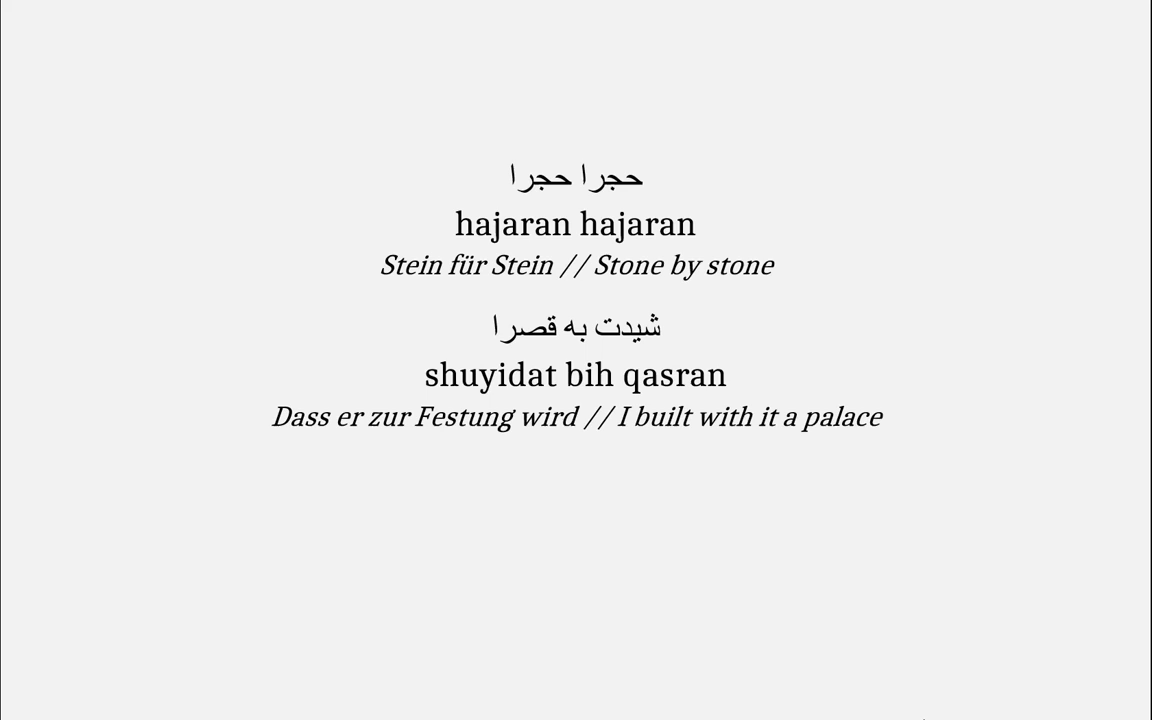 حجرا حجرا
hajaran hajaran
Stein für Stein // Stone by stone
شيدت به قصرا
shuyidat bih qasran
Dass er zur Festung wird // I built with it a palace